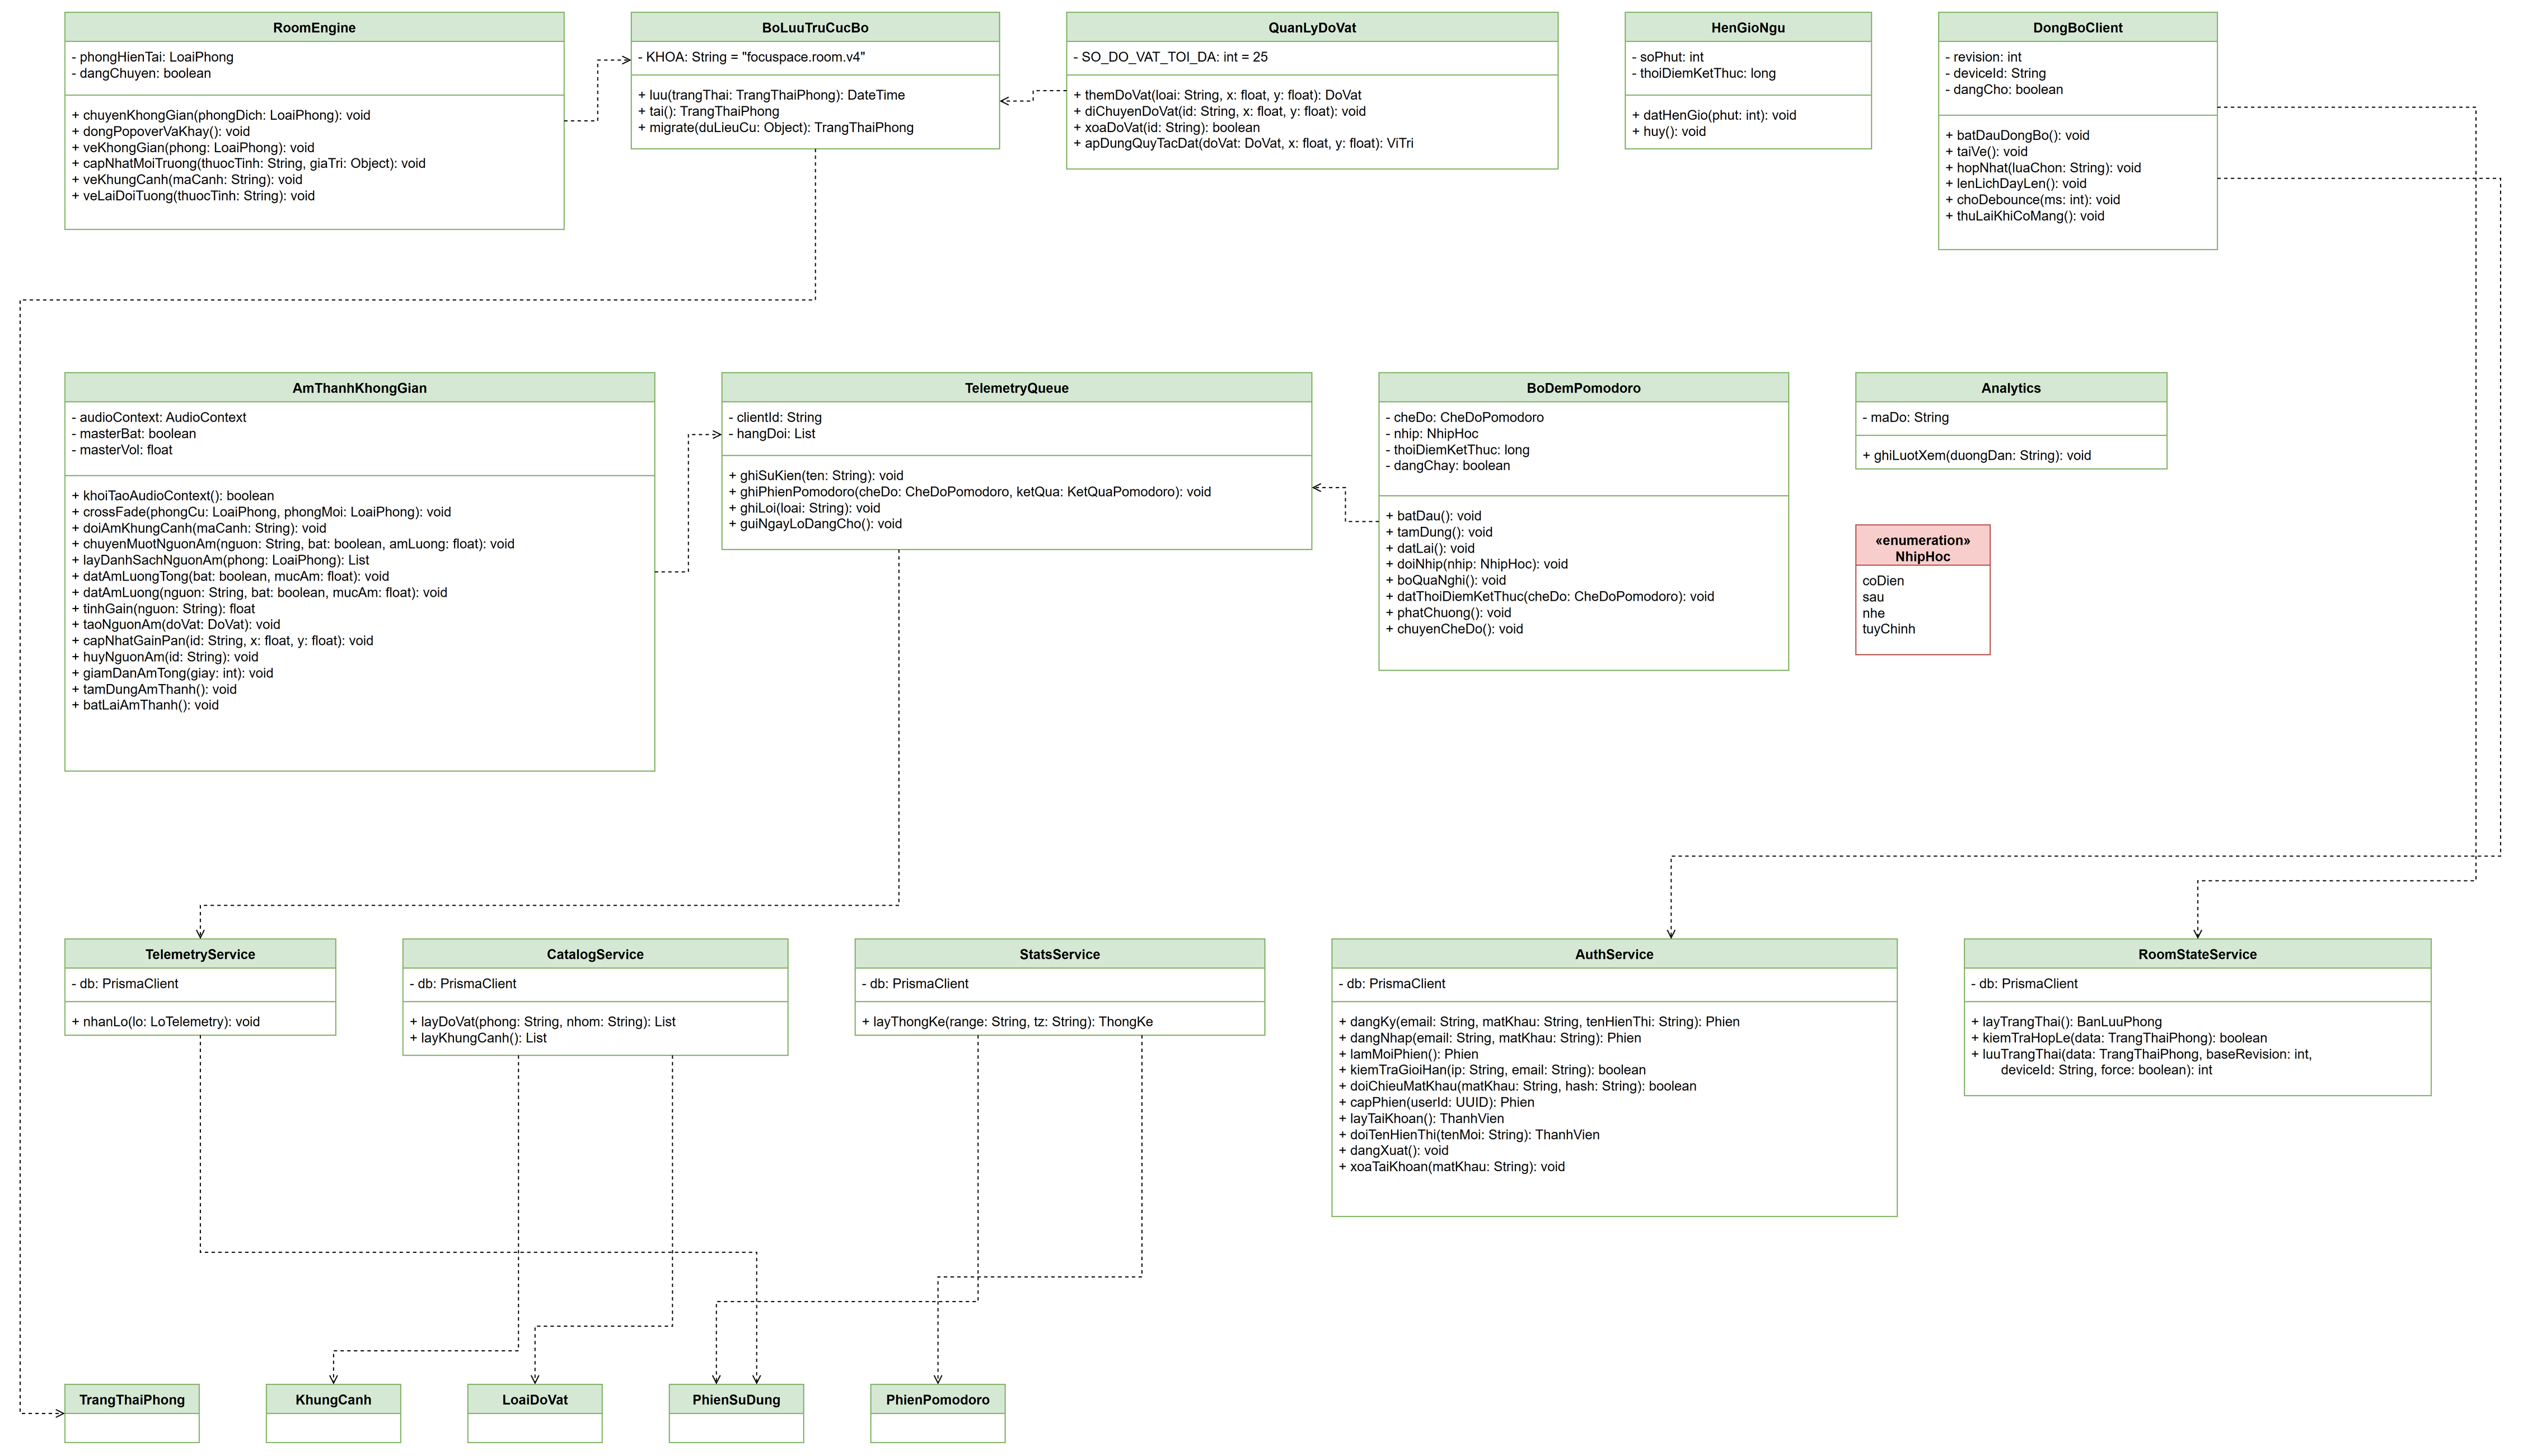 RoomEngine
- phongHienTai: LoaiPhong
- dangChuyen: boolean
+ chuyenKhongGian(phongDich: LoaiPhong): void
+ dongPopoverVaKhay(): void
+ veKhongGian(phong: LoaiPhong): void
+ capNhatMoiTruong(thuocTinh: String, giaTri: Object): void
+ veKhungCanh(maCanh: String): void
+ veLaiDoiTuong(thuocTinh: String): void
BoLuuTruCucBo
- KHOA: String = "focuspace.room.v4"
+ luu(trangThai: TrangThaiPhong): DateTime
+ tai(): TrangThaiPhong
+ migrate(duLieuCu: Object): TrangThaiPhong
QuanLyDoVat
- SO_DO_VAT_TOI_DA: int = 25
+ themDoVat(loai: String, x: float, y: float): DoVat
+ diChuyenDoVat(id: String, x: float, y: float): void
+ xoaDoVat(id: String): boolean
+ apDungQuyTacDat(doVat: DoVat, x: float, y: float): ViTri
HenGioNgu
- soPhut: int
- thoiDiemKetThuc: long
+ datHenGio(phut: int): void
+ huy(): void
DongBoClient
- revision: int
- deviceId: String
- dangCho: boolean
+ batDauDongBo(): void
+ taiVe(): void
+ hopNhat(luaChon: String): void
+ lenLichDayLen(): void
+ choDebounce(ms: int): void
+ thuLaiKhiCoMang(): void
AmThanhKhongGian
- audioContext: AudioContext
- masterBat: boolean
- masterVol: float
+ khoiTaoAudioContext(): boolean
+ crossFade(phongCu: LoaiPhong, phongMoi: LoaiPhong): void
+ doiAmKhungCanh(maCanh: String): void
+ chuyenMuotNguonAm(nguon: String, bat: boolean, amLuong: float): void
+ layDanhSachNguonAm(phong: LoaiPhong): List
+ datAmLuongTong(bat: boolean, mucAm: float): void
+ datAmLuong(nguon: String, bat: boolean, mucAm: float): void
+ tinhGain(nguon: String): float
+ taoNguonAm(doVat: DoVat): void
+ capNhatGainPan(id: String, x: float, y: float): void
+ huyNguonAm(id: String): void
+ giamDanAmTong(giay: int): void
+ tamDungAmThanh(): void
+ batLaiAmThanh(): void
TelemetryQueue
- clientId: String
- hangDoi: List
+ ghiSuKien(ten: String): void
+ ghiPhienPomodoro(cheDo: CheDoPomodoro, ketQua: KetQuaPomodoro): void
+ ghiLoi(loai: String): void
+ guiNgayLoDangCho(): void
BoDemPomodoro
- cheDo: CheDoPomodoro
- nhip: NhipHoc
- thoiDiemKetThuc: long
- dangChay: boolean
+ batDau(): void
+ tamDung(): void
+ datLai(): void
+ doiNhip(nhip: NhipHoc): void
+ boQuaNghi(): void
+ datThoiDiemKetThuc(cheDo: CheDoPomodoro): void
+ phatChuong(): void
+ chuyenCheDo(): void
Analytics
- maDo: String
+ ghiLuotXem(duongDan: String): void
«enumeration»
NhipHoc
coDien
sau
nhe
tuyChinh
TelemetryService
- db: PrismaClient
+ nhanLo(lo: LoTelemetry): void
CatalogService
- db: PrismaClient
+ layDoVat(phong: String, nhom: String): List
+ layKhungCanh(): List
StatsService
- db: PrismaClient
+ layThongKe(range: String, tz: String): ThongKe
AuthService
- db: PrismaClient
+ dangKy(email: String, matKhau: String, tenHienThi: String): Phien
+ dangNhap(email: String, matKhau: String): Phien
+ lamMoiPhien(): Phien
+ kiemTraGioiHan(ip: String, email: String): boolean
+ doiChieuMatKhau(matKhau: String, hash: String): boolean
+ capPhien(userId: UUID): Phien
+ layTaiKhoan(): ThanhVien
+ doiTenHienThi(tenMoi: String): ThanhVien
+ dangXuat(): void
+ xoaTaiKhoan(matKhau: String): void
RoomStateService
- db: PrismaClient
+ layTrangThai(): BanLuuPhong
+ kiemTraHopLe(data: TrangThaiPhong): boolean
+ luuTrangThai(data: TrangThaiPhong, baseRevision: int,
deviceId: String, force: boolean): int
TrangThaiPhong
KhungCanh
LoaiDoVat
PhienSuDung
PhienPomodoro